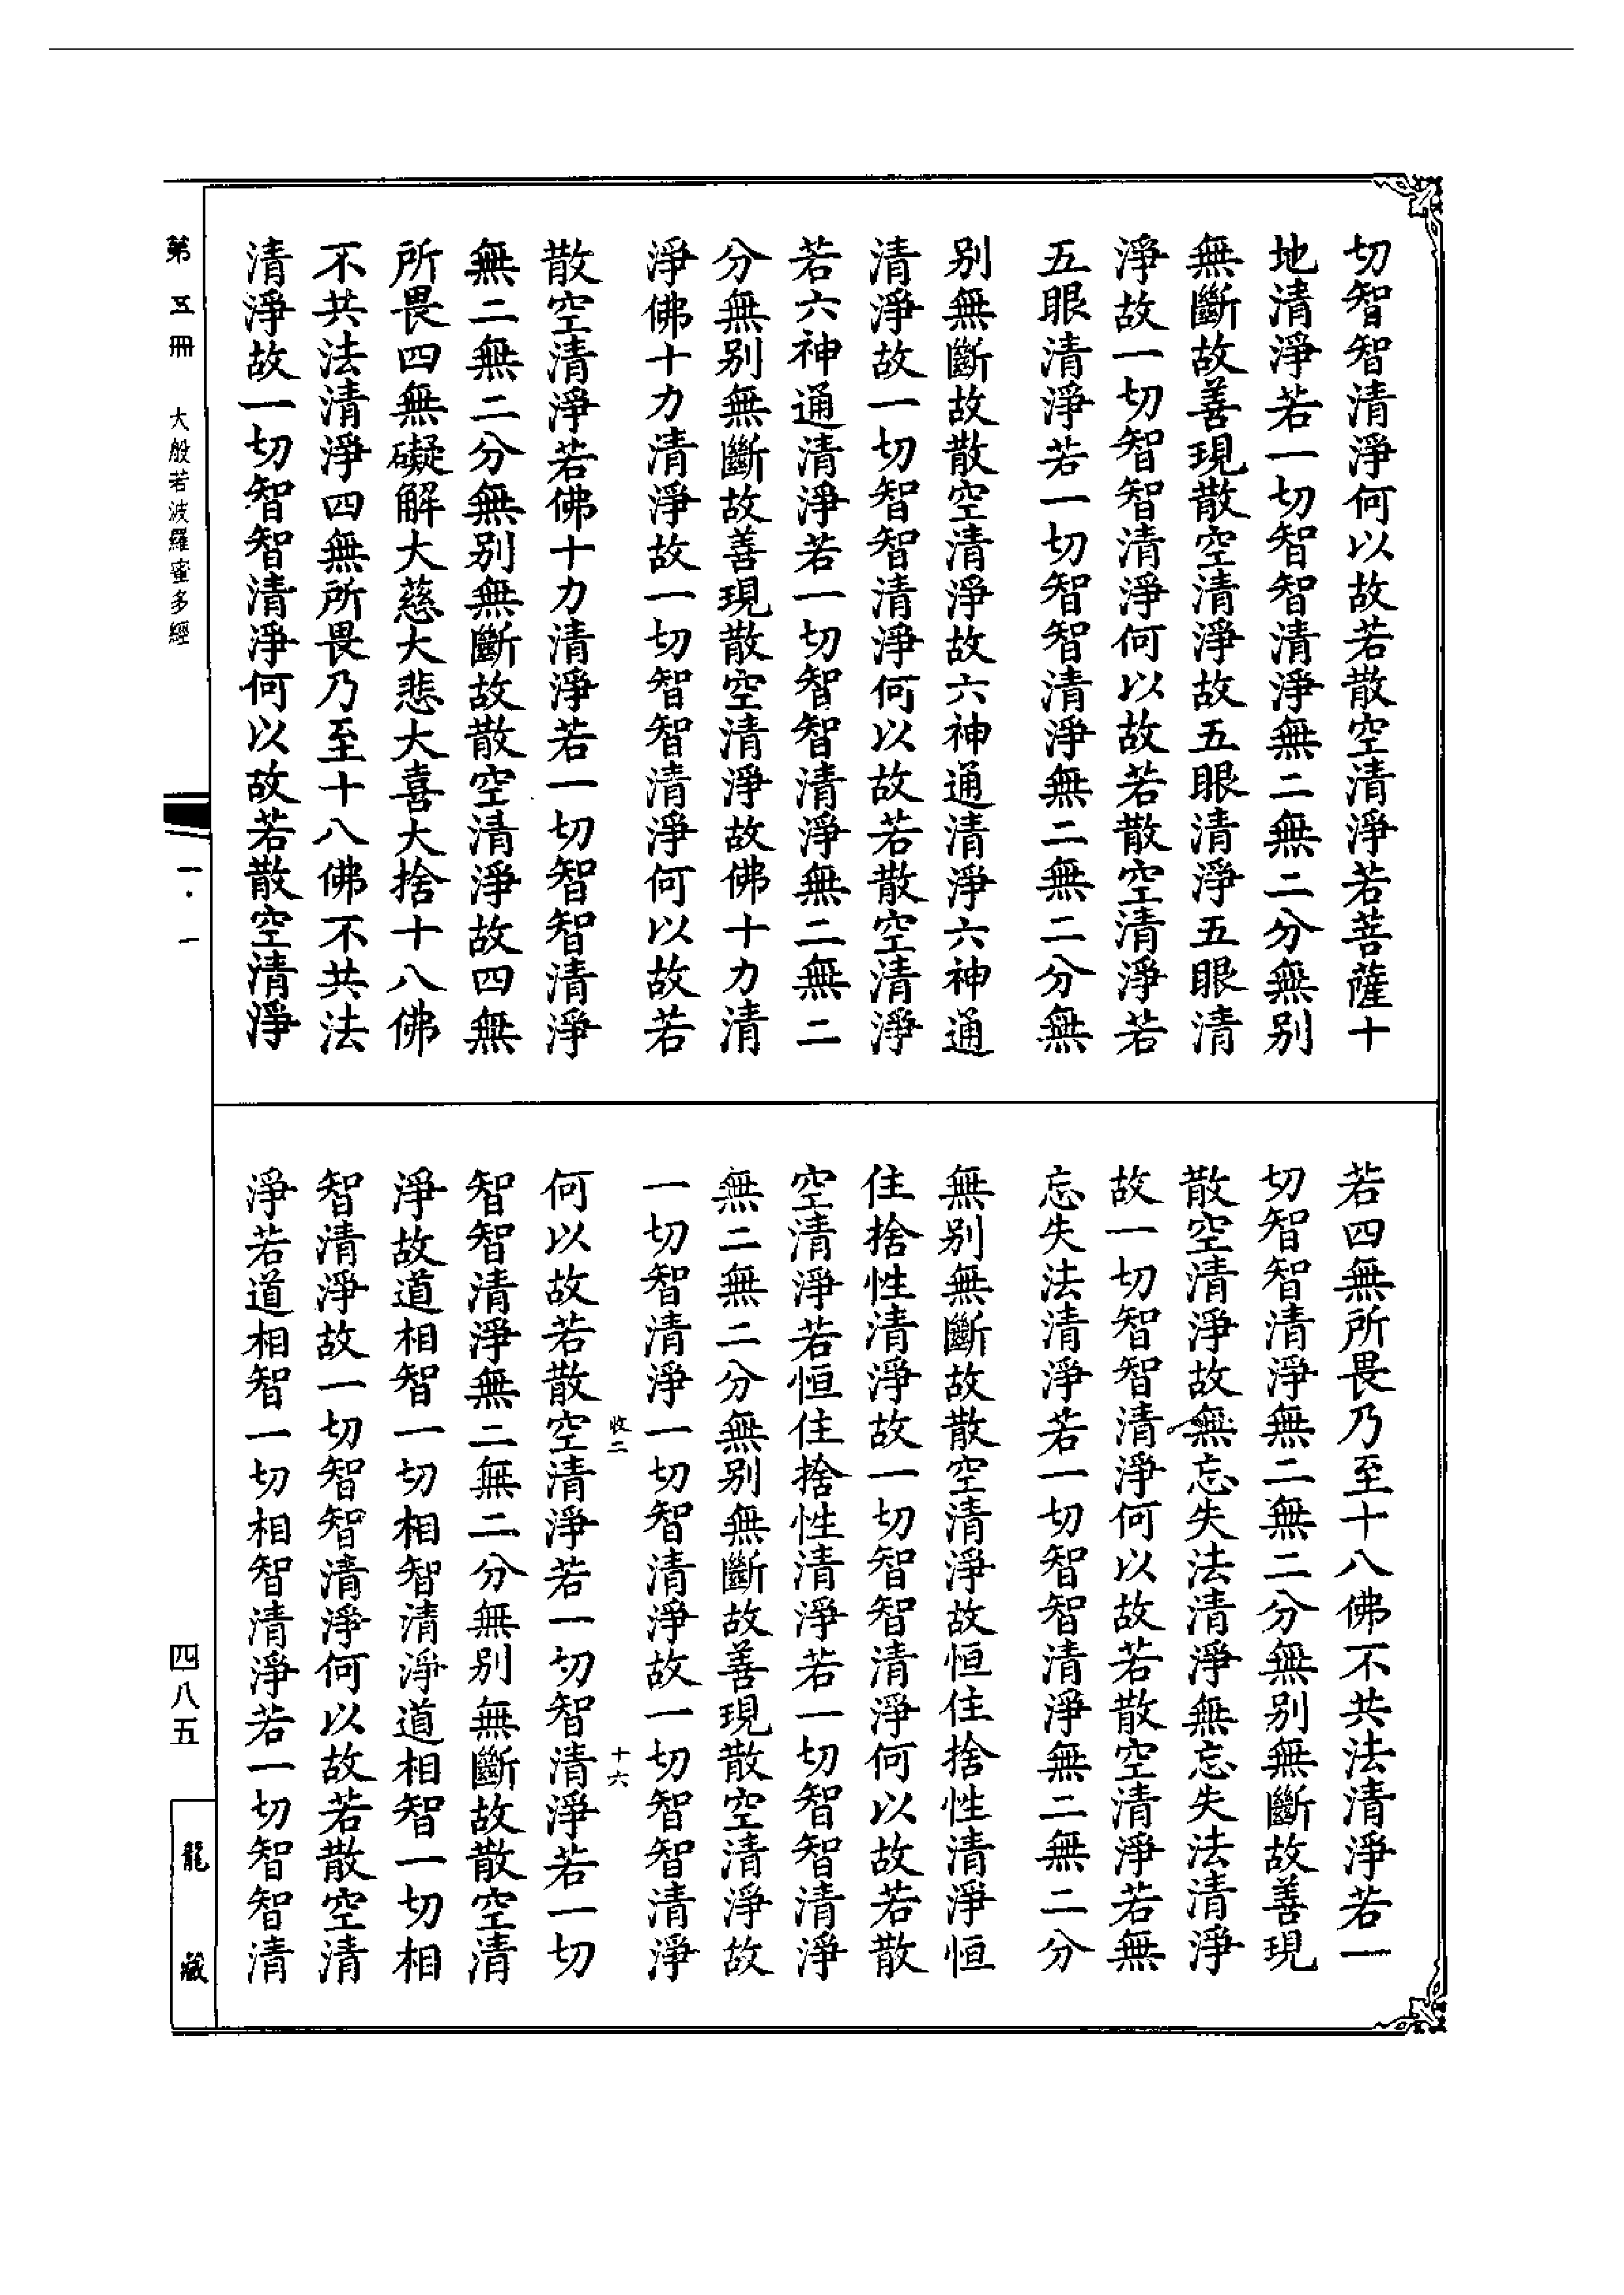 切智智清淨何以故若散空清淨若菩薩十
地清淨若一切智智清淨無二無二分無別
無斷故善現散空清淨故五眼清淨五眼清
淨故一切智智清淨何以故若散空清淨若
五眼清淨若一切智智清淨無二無二分無
別無斷故散空清淨故六神通清淨六神通
清淨故一切智智清淨何以故若散空清淨
若六神通清淨若一切智智清淨無二無二
分無別無斷故善現散空清淨故佛十力清
淨佛十力清淨故一切智智清淨何以故若
散空清淨若佛十力清淨若一切智智清淨
無二無二分無別無斷故散空清淨故四無
所畏四無礙解大慈大悲大喜大捨十八佛
不共法清淨四無所畏乃至十八佛不共法
清淨故一切智智清淨何以故若散空清淨
若四無所畏乃至十八佛不共法清淨若一
切智智清淨無二無二分無別無斷故善現
散空清淨故無忘失法清淨無忘失法清淨
故一切智智清淨何以故若散空清淨若無
忘失法清淨若一切智智清淨無二無二分
無別無斷故散空清淨故恒住捨性清淨恒
住捨性清淨故一切智智清淨何以故若散
空清淨若恒住捨性清淨若一切智智清淨
無二無二分無別無斷故善現散空清淨故
一切智清淨一切智清淨故一切智智清淨
收二 十六
何以故若散空清淨若一切智清淨若一切
智智清淨無二無二分無別無斷故散空清
淨故道相智一切相智清淨道相智一切相
智清淨故一切智智清淨何以故若散空清
淨若道相智一切相智清淨若一切智智清
第五冊 大般若波羅蜜多經
一・一
四八五
龍藏